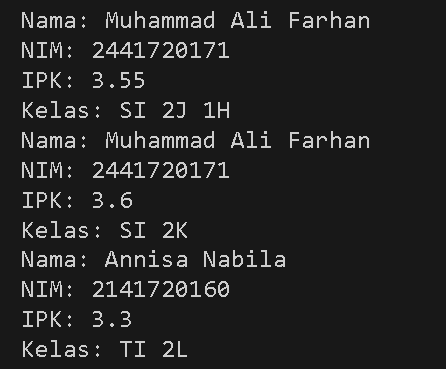 Nama: Muhammad Ali Farhan
NIM: 2441720171
IPK: 3.55
Kelas: SI 2J 1H
Nama: Muhammad Ali Farhan
NIM: 2441720171
IPK: 3.6
Kelas: SI 2K
Nama: Annisa Nabila
NIM: 2141720160
IPK: 3.3
Kelas: TI 2L